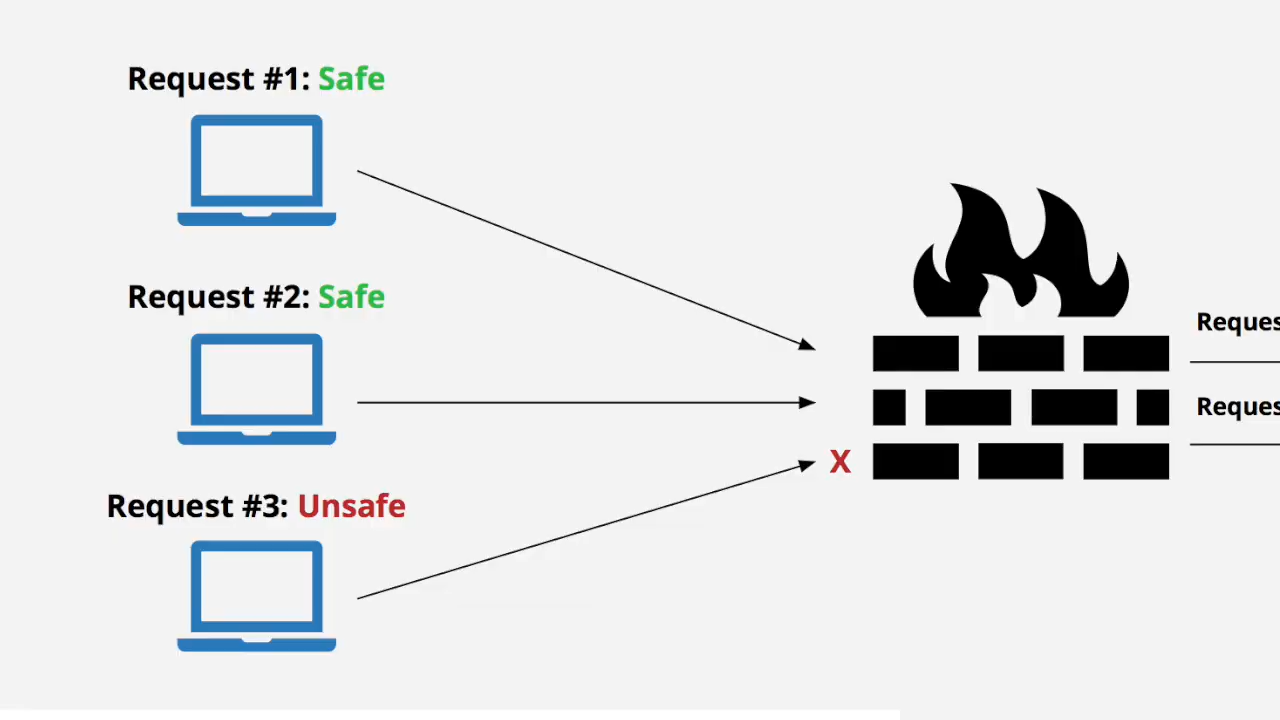 Request #1: Safe
Request #2: Safe
X
Request #3: Unsafe